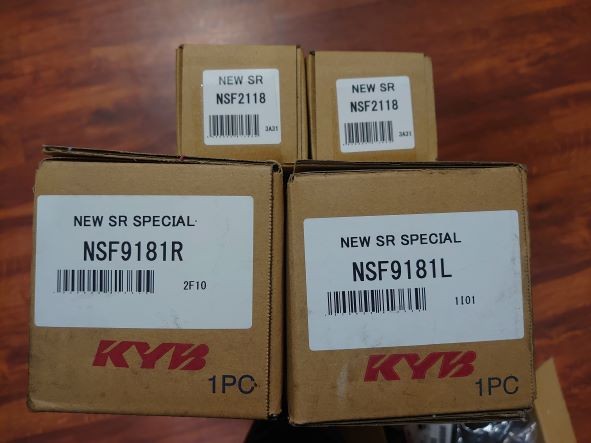 NEW SR
NSF2118
3A31
NEW SR
NSF2118
3A31
NEW SR SPECIAL
NSF9181R
2F10
KYB
1PC
NEW SR SPECIAL
NSF9181L
1I01
KYB
1PC